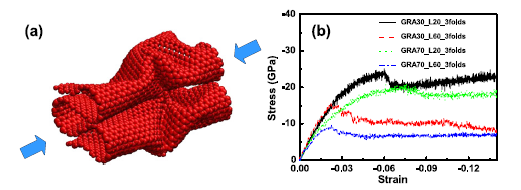 (a)
(b)
GRA30_L20_3folds
GRA30_L60_3folds
GRA70_L20_3folds
GRA70_L60_3folds
Stress (GPa)
-40
-30
-20
-10
0
0.00 -0.03 -0.06 -0.09 -0.12
Strain